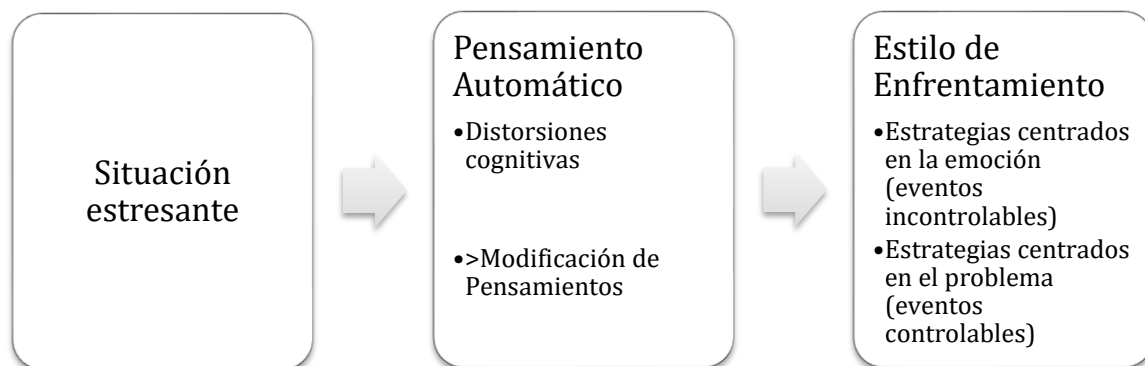 Situación
estresante
Pensamiento
Automático
•Distorsiones
cognitivas
•>Modificación de
Pensamientos
Estilo de
Enfrentamiento
•Estrategias centrados
en la emoción
(eventos
incontrolables)
•Estrategias centrados
en el problema
(eventos
controlables)